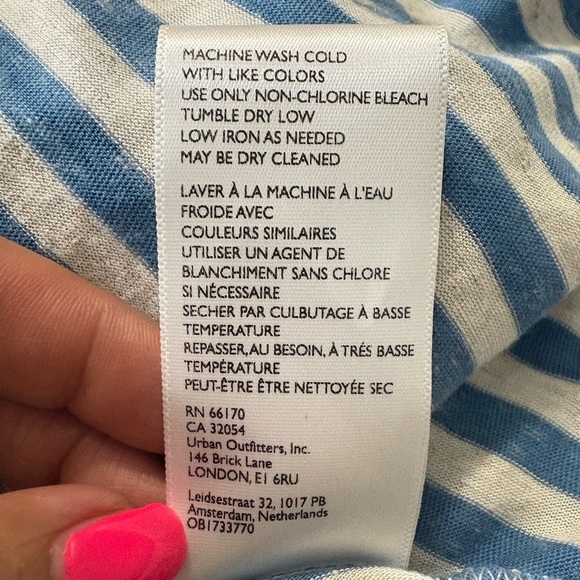 MACHINE WASH COLD
WITH LIKE COLORS
USE ONLY NON-CHLORINE BLEACH
TUMBLE DRY LOW
LOW IRON AS NEEDED
MAY BE DRY CLEANED
LAVER À LA MACHINE À L'EAU
FROIDE AVEC
COULEURS SIMILAIRES
UTILISER UN AGENT DE
BLANCHIMENT SANS CHLORE
SI NÉCESSAIRE
SECHER PAR CULBUTAGE À BASSE
TEMPERATURE
REPASSER, AU BESOIN, À TRÉS BASSE
TEMPÉRATURE
PEUT-ÊTRE ÊTRE NETTOYÉE SEC
RN 66170
CA 32054
Urban Outfitters, Inc.
146 Brick Lane
LONDON, E1 6RU
Leidsestraat 32, 1017 PB
Amsterdam, Netherlands
OB1733770